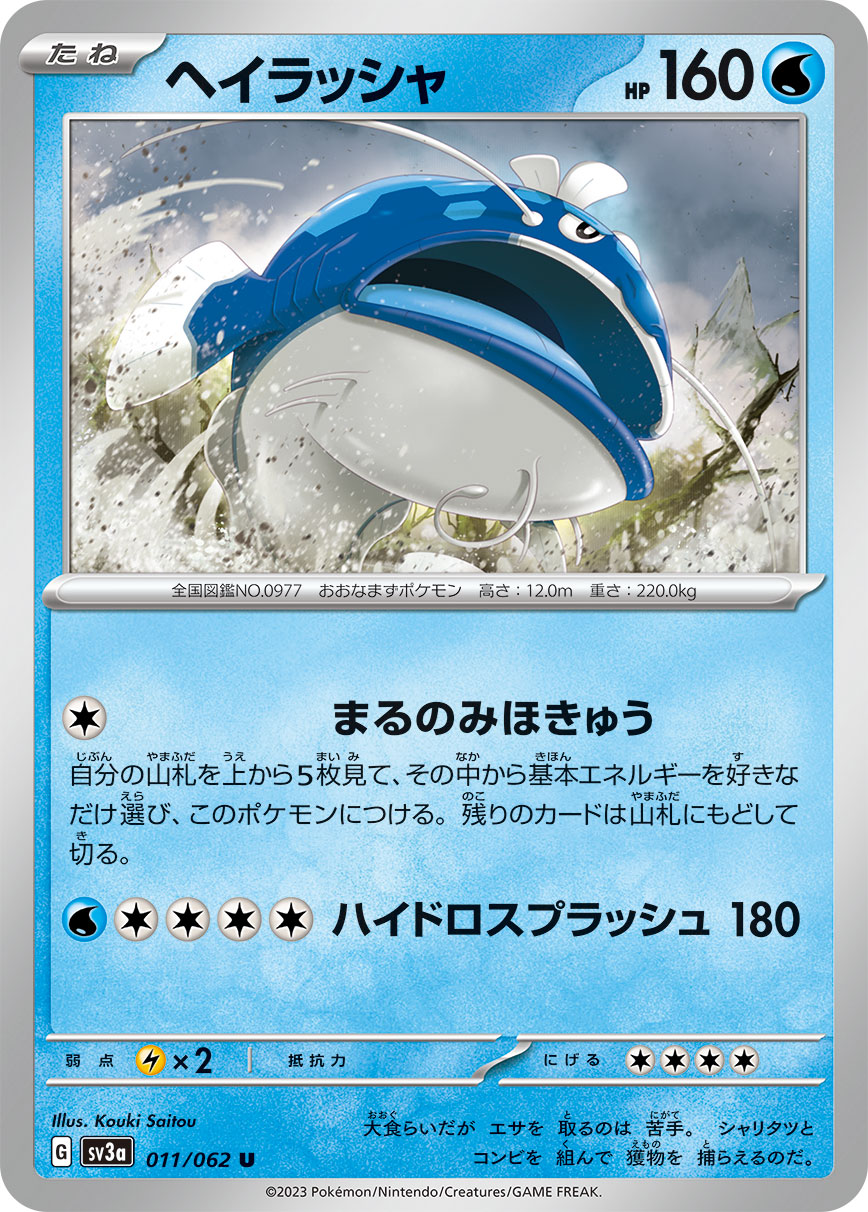 たね
ヘイラッシャ
HP 160
全国図鑑NO.0977 おおなまずポケモン 高さ：12.0m 重さ：220.0kg
まるのみほきゅう
自分の山札を上から5枚見て、その中から基本エネルギーを好きな
だけ選び、このポケモンにつける。残りのカードは山札にもどして
切る。
ハイドロスプラッシュ 180
弱点 ×2 抵抗力 にげる
Illus. Kouki Saitou
大食らいだが エサを 取るのは 苦手。 シャリタツと
コンビを 組んで 獲物を 捕らえるのだ。
G sv3a 011/062 U
©2023 Pokémon/Nintendo/Creatures/GAME FREAK.